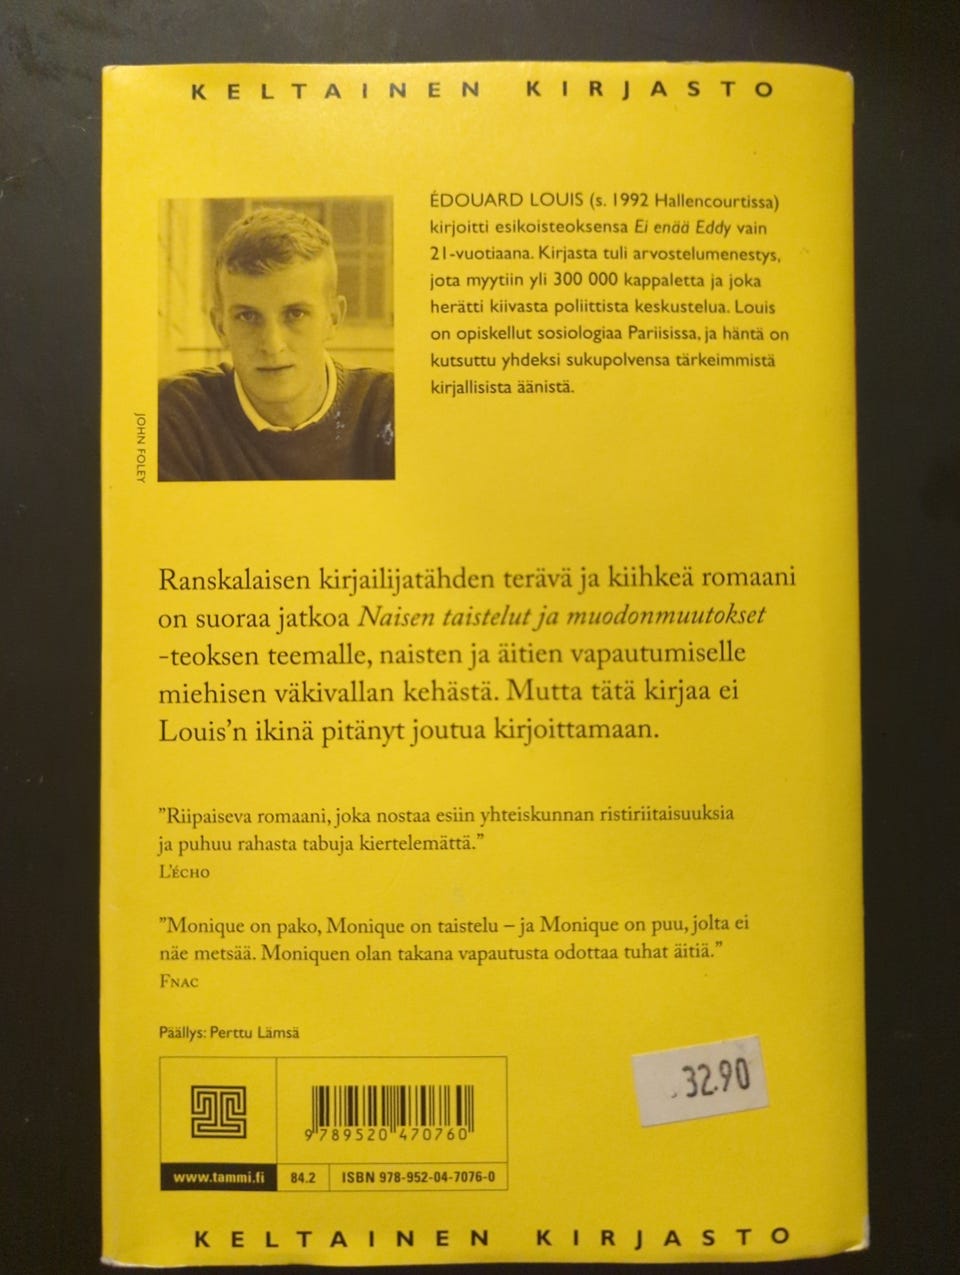 KELTAINEN KIRJASTO
ÉDOUARD LOUIS (s. 1992 Hallencourtissa)
kirjoitti esikoisteoksensa Ei enää Eddy vain
21-vuotiaana. Kirjasta tuli arvostelumenestys,
jota myytiin yli 300 000 kappaletta ja joka
herätti kiivasta poliittista keskustelua. Louis
on opiskellut sosiologiaa Pariisissa, ja häntä on
kutsuttu yhdeksi sukupolvensa tärkeimmistä
kirjallisista äänistä.
JOHN FOLEY
Ranskalaisen kirjailijatähden terävä ja kiihkeä romaani
on suoraa jatkoa Naisen taistelut ja muodonmuutokset
-teoksen teemalle, naisten ja äitien vapautumiselle
miehisen väkivallan kehästä. Mutta tätä kirjaa ei
Louis’n ikinä pitänyt joutua kirjoittamaan.
”Riipaiseva romaani, joka nostaa esiin yhteiskunnan ristiriitaisuuksia
ja puhuu rahasta tabuja kiertelemättä.”
L’ÉCHO
”Monique on pako, Monique on taistelu – ja Monique on puu, jolta ei
näe metsää. Moniquen olan takana vapautusta odottaa tuhat äitiä.”
FNAC
Päällys: Perttu Lämsä
32.90
9 789520 470760
www.tammi.fi
84.2
ISBN 978-952-04-7076-0
KELTAINEN KIRJASTO